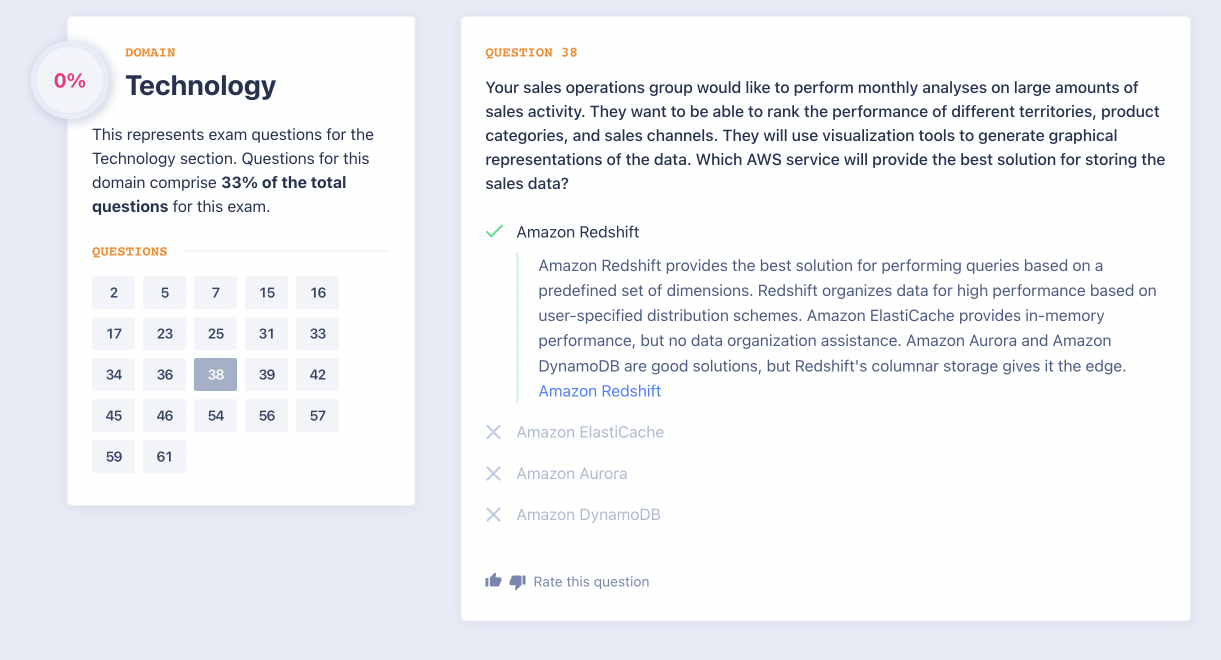 0%
DOMAIN
Technology
This represents exam questions for the
Technology section. Questions for this
domain comprise 33% of the total
questions for this exam.
QUESTIONS
2 5 7 15 16
17 23 25 31 33
34 36 38 39 42
45 46 54 56 57
59 61
QUESTION 38
Your sales operations group would like to perform monthly analyses on large amounts of
sales activity. They want to be able to rank the performance of different territories, product
categories, and sales channels. They will use visualization tools to generate graphical
representations of the data. Which AWS service will provide the best solution for storing the
sales data?
Amazon Redshift
Amazon Redshift provides the best solution for performing queries based on a
predefined set of dimensions. Redshift organizes data for high performance based on
user-specified distribution schemes. Amazon ElastiCache provides in-memory
performance, but no data organization assistance. Amazon Aurora and Amazon
DynamoDB are good solutions, but Redshift's columnar storage gives it the edge.
Amazon Redshift
Amazon ElastiCache
Amazon Aurora
Amazon DynamoDB
Rate this question